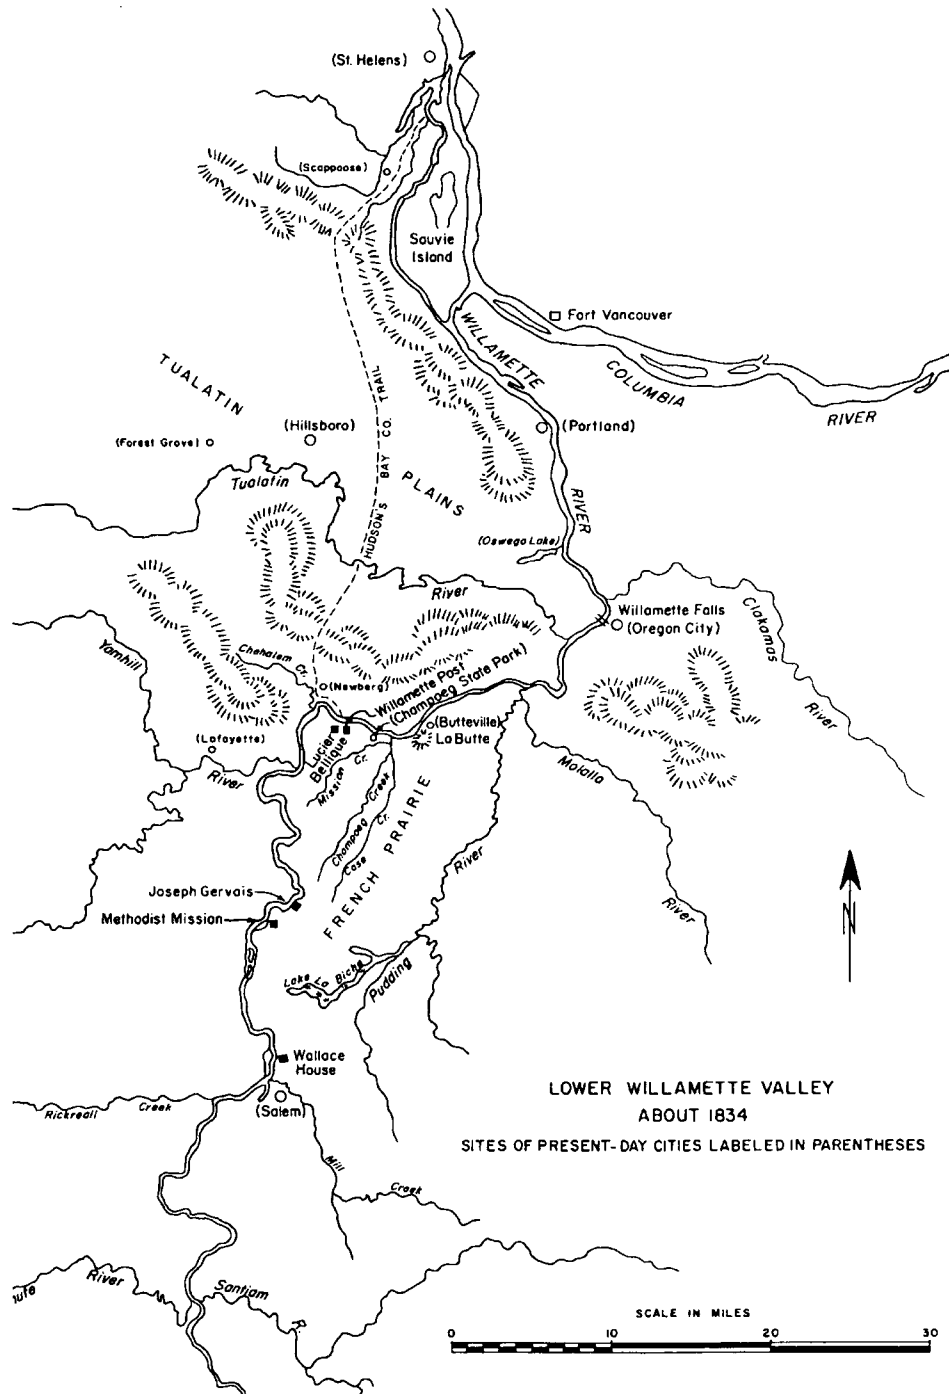 (St. Helens)
(Scappoose)
Sauvie
Island
Fort Vancouver
WILLAMETTE
COLUMBIA
RIVER
TUALATIN
HUDSON'S BAY CO. TRAIL
(Hillsboro)
(Forest Grove)
(Portland)
PLAINS
Tualatin
RIVER
(Oswego Lake)
River
Willamette Falls
(Oregon City)
Clakamas
River
Yamhill
Chehalem Cr.
(Newberg)
Willamette Post
(Champoeg State Park)
(Butteville)
La Butte
(Lafayette)
River
Lucier
Bellique
Mission Cr.
Champoeg Creek
Case Cr.
FRENCH PRAIRIE
Molalla
River
River
Joseph Gervais
Methodist Mission
Lake La Biche
Pudding
Wallace
House
(Salem)
Rickreall Creek
Mill
Creek
River
Santiam
R.
LOWER WILLAMETTE VALLEY
ABOUT 1834
SITES OF PRESENT-DAY CITIES LABELED IN PARENTHESES
N
SCALE IN MILES
0 10 20 30